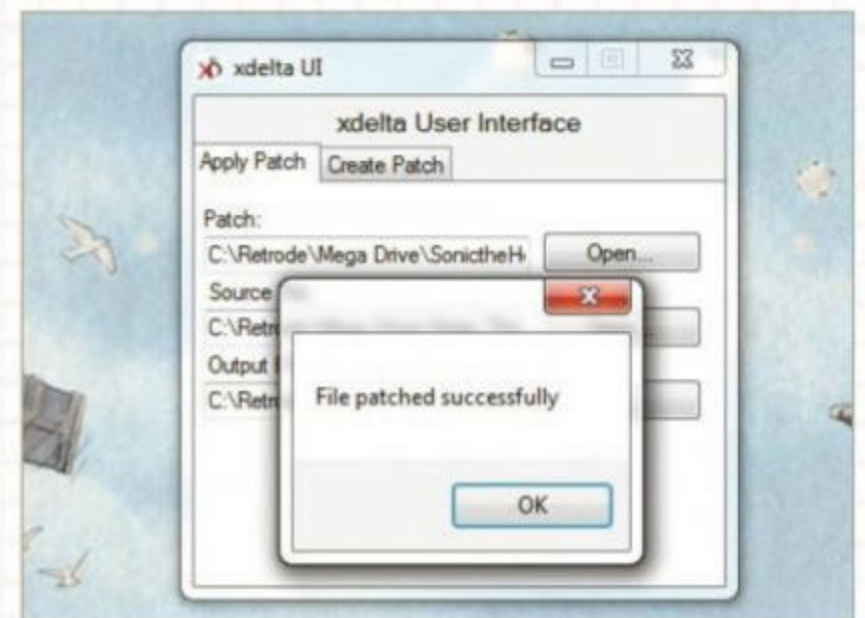 xdelta UI
xdelta User Interface
Apply Patch
Create Patch
Patch:
C:\Retrode\Mega Drive\SonictheH
Open...
Source
C:\Retr
Output
C:\Retr
File patched successfully
OK